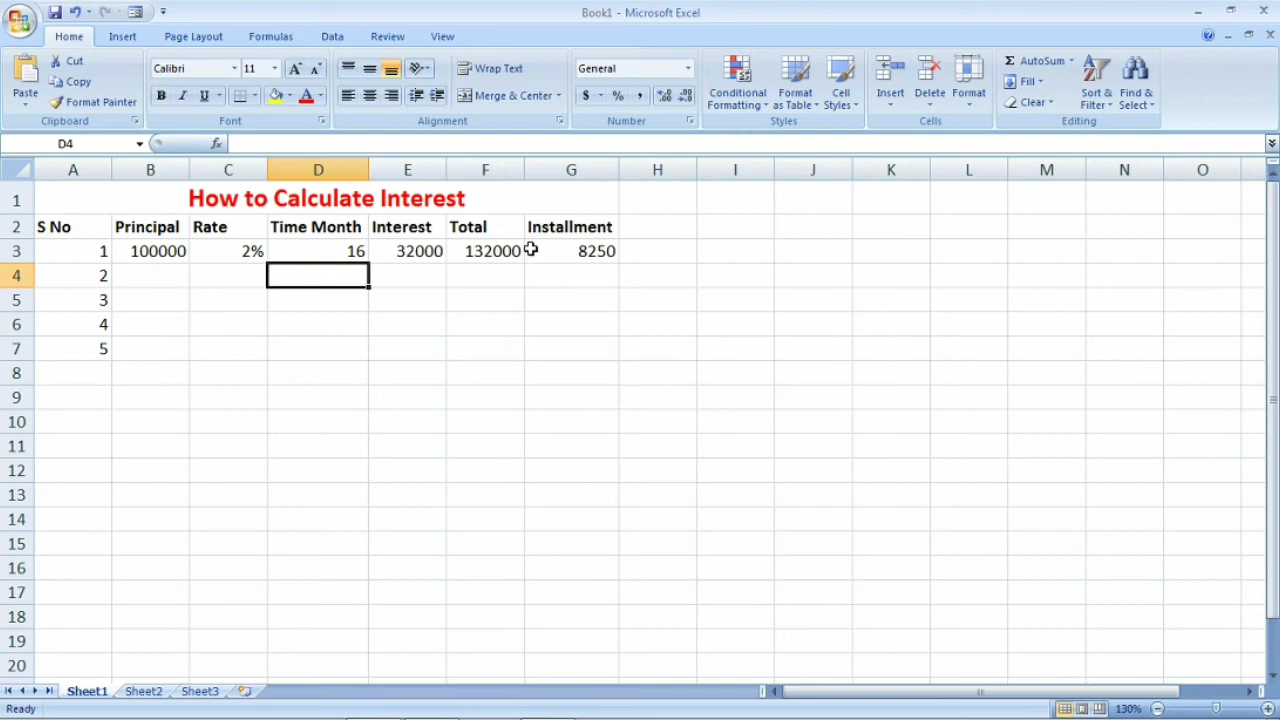 Book1 - Microsoft Excel
Home Insert Page Layout Formulas Data Review View
Paste Cut Copy Format Painter Clipboard
Calibri 11 A A B I U A Font
Wrap Text Merge & Center Alignment
General $ % , .0 .00 .00 .0 Number
Conditional Formatting Format as Table Cell Styles Styles
Insert Delete Format Cells
Σ AutoSum Fill Clear Sort & Filter Find & Select Editing
D4 fx
A B C D E F G H I J K L M N O
1 How to Calculate Interest
2 S No Principal Rate Time Month Interest Total Installment
3 1 100000 2% 16 32000 132000 8250
4 2
5 3
6 4
7 5
8
9
10
11
12
13
14
15
16
17
18
19
20
Sheet1 Sheet2 Sheet3
Ready 130%